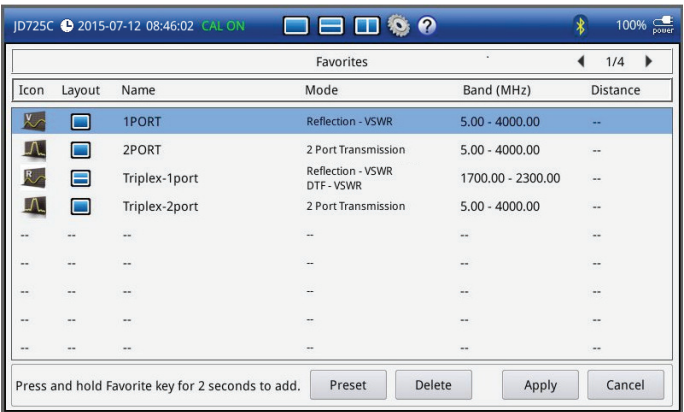 JD725C 2015-07-12 08:46:02 CAL ON ? 100% power
Favorites 1/4
Icon Layout Name Mode Band (MHz) Distance
V 1PORT Reflection - VSWR 5.00 - 4000.00 --
2PORT 2 Port Transmission 5.00 - 4000.00 --
R Triplex-1port Reflection - VSWR 1700.00 - 2300.00 --
DTF - VSWR
Triplex-2port 2 Port Transmission 5.00 - 4000.00 --
-- -- -- -- -- --
-- -- -- -- -- --
-- -- -- -- -- --
-- -- -- -- -- --
-- -- -- -- -- --
Press and hold Favorite key for 2 seconds to add. Preset Delete Apply Cancel